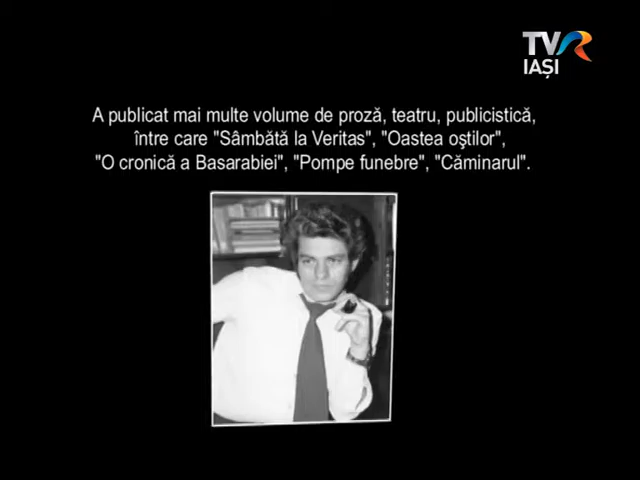 TVR
IAȘI
A publicat mai multe volume de proză, teatru, publicistică,
între care "Sâmbătă la Veritas", "Oastea oştilor",
"O cronică a Basarabiei", "Pompe funebre", "Căminarul".